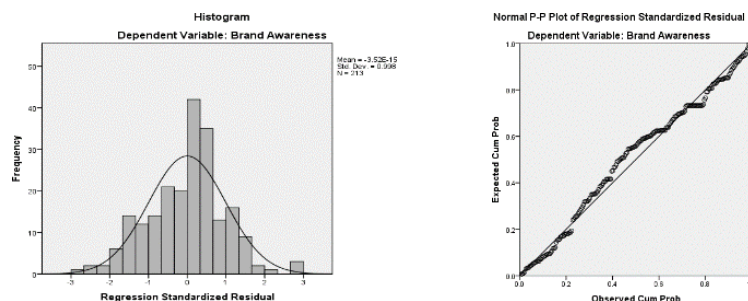 Histogram
Dependent Variable: Brand Awareness
Mean = -3.52E-15
Std. Dev. = 0.998
N = 213
Frequency
50
40
30
20
10
0
-3 -2 -1 0 1 2 3
Regression Standardized Residual
Normal P-P Plot of Regression Standardized Residual
Dependent Variable: Brand Awareness
Expected Cum Prob
1.0
0.8
0.6
0.4
0.2
0.0
0.0 0.2 0.4 0.6 0.8
Observed Cum Prob